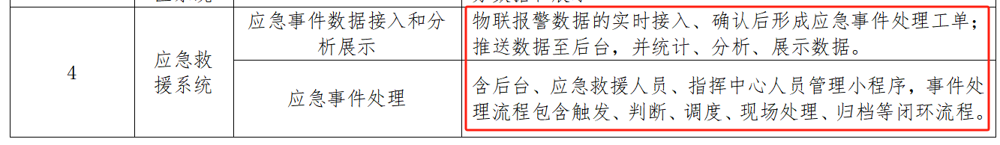 应急事件数据接入和分
析展示
物联报警数据的实时接入、确认后形成应急事件处理工单；
推送数据至后台，并统计、分析、展示数据。
4
应急救
援系统
应急事件处理
含后台、应急救援人员、指挥中心人员管理小程序，事件处
理流程包含触发、判断、调度、现场处理、归档等闭环流程。